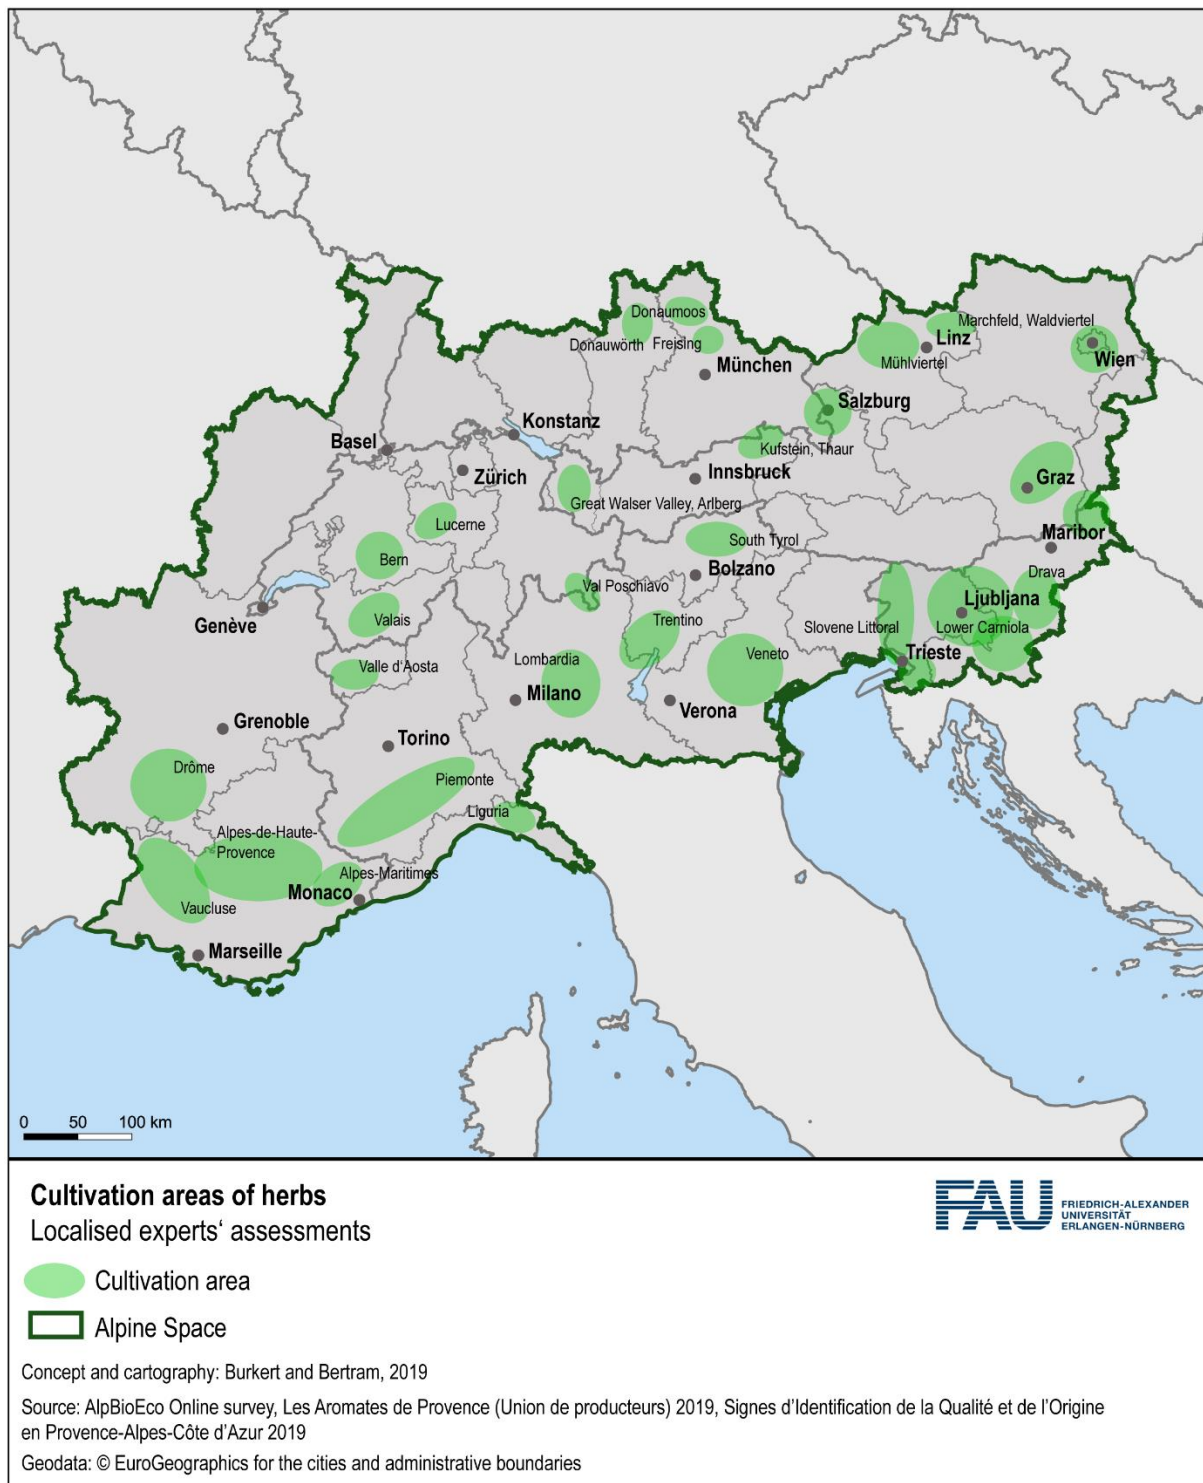 Donaumoos
Donauwörth
Freising
München
Marchfeld, Waldviertel
Linz
Mühlviertel
Wien
Salzburg
Konstanz
Basel
Zürich
Kufstein, Thaur
Innsbruck
Great Walser Valley, Arlberg
Graz
Lucerne
Bern
South Tyrol
Bolzano
Maribor
Drava
Val Poschiavo
Genève
Valais
Trentino
Slovene Littoral
Ljubljana
Lower Carniola
Trieste
Valle d‘Aosta
Lombardia
Milano
Veneto
Verona
Grenoble
Torino
Drôme
Piemonte
Liguria
Alpes-de-Haute-
Provence
Alpes-Maritimes
Monaco
Vaucluse
Marseille
0 50 100 km
Cultivation areas of herbs
Localised experts‘ assessments
Cultivation area
Alpine Space
FAU
FRIEDRICH-ALEXANDER
UNIVERSITÄT
ERLANGEN-NÜRNBERG
Concept and cartography: Burkert and Bertram, 2019
Source: AlpBioEco Online survey, Les Aromates de Provence (Union de producteurs) 2019, Signes d’Identification de la Qualité et de l’Origine
en Provence-Alpes-Côte d’Azur 2019
Geodata: © EuroGeographics for the cities and administrative boundaries